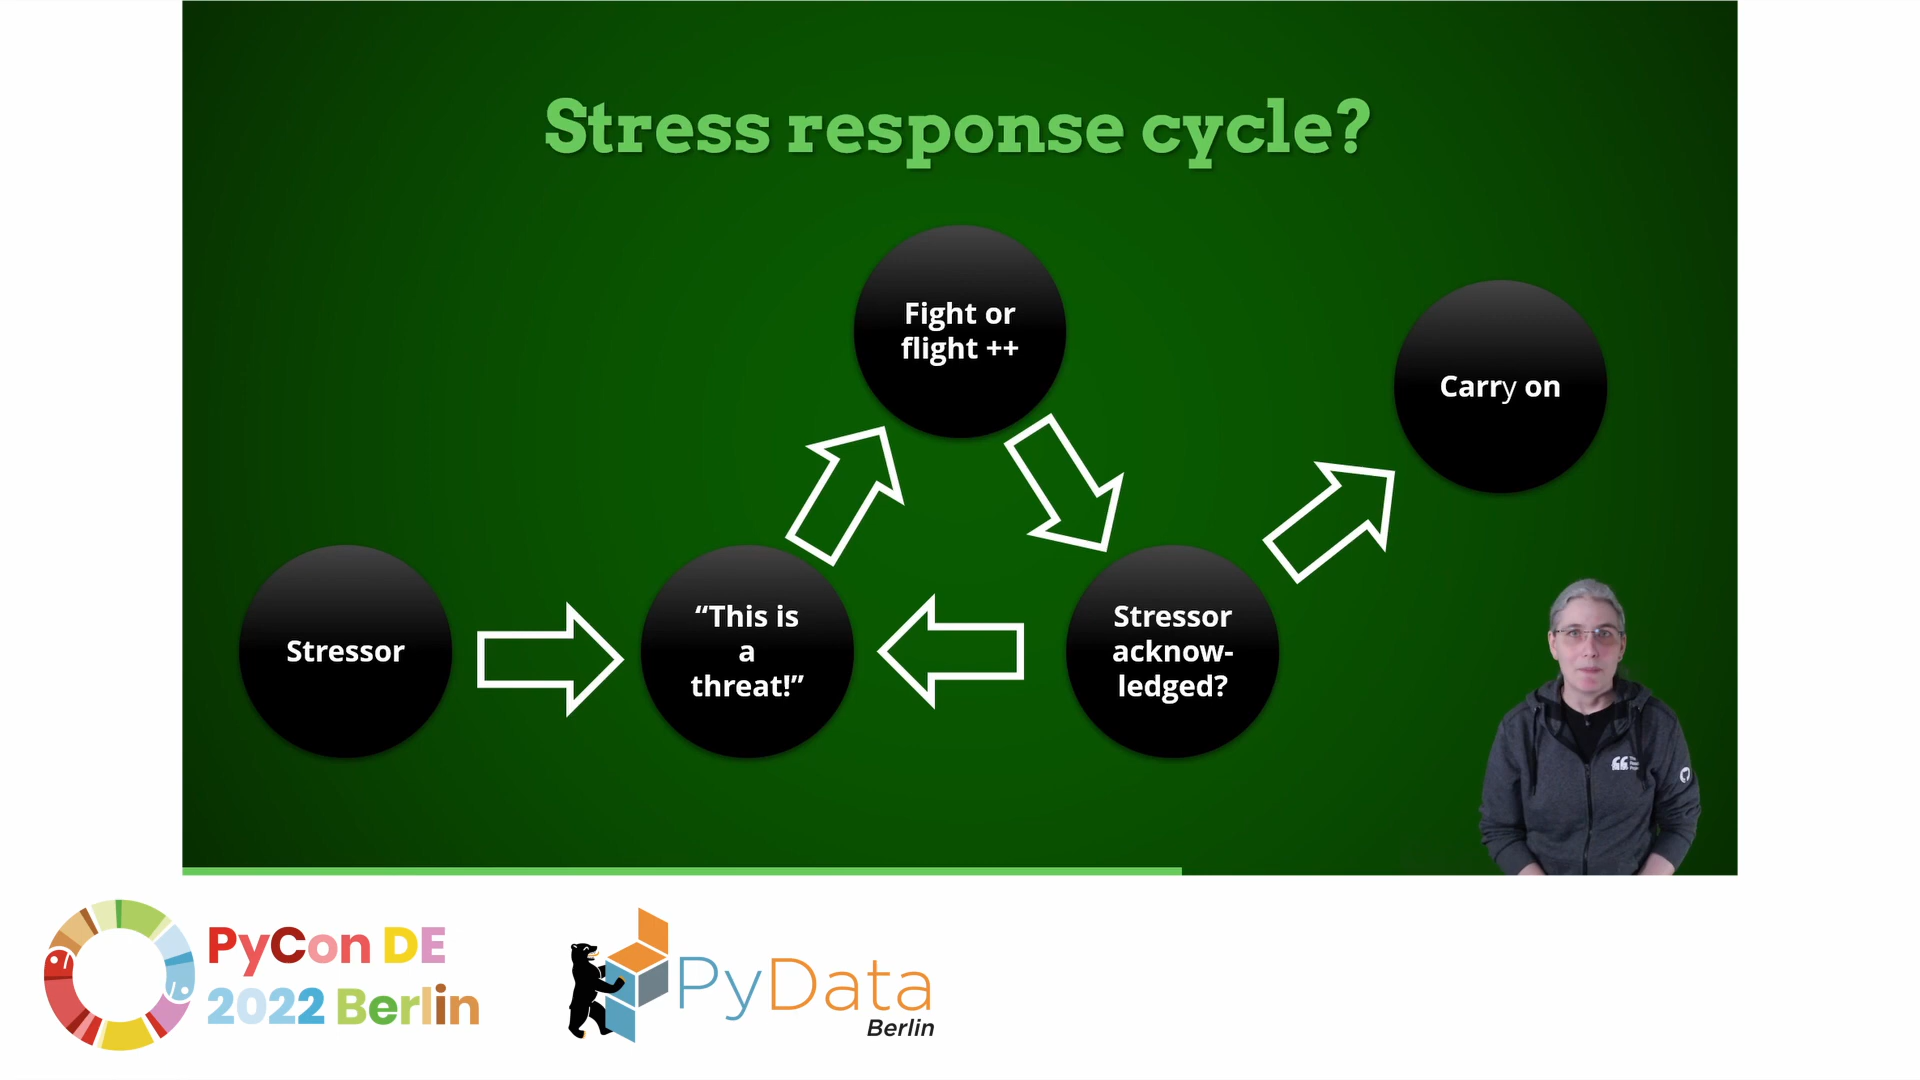 Stress response cycle?
Fight or
flight ++
Carry on
Stressor
“This is
a
threat!”
Stressor
acknow-
ledged?
PyCon DE
2022 Berlin
PyData
Berlin